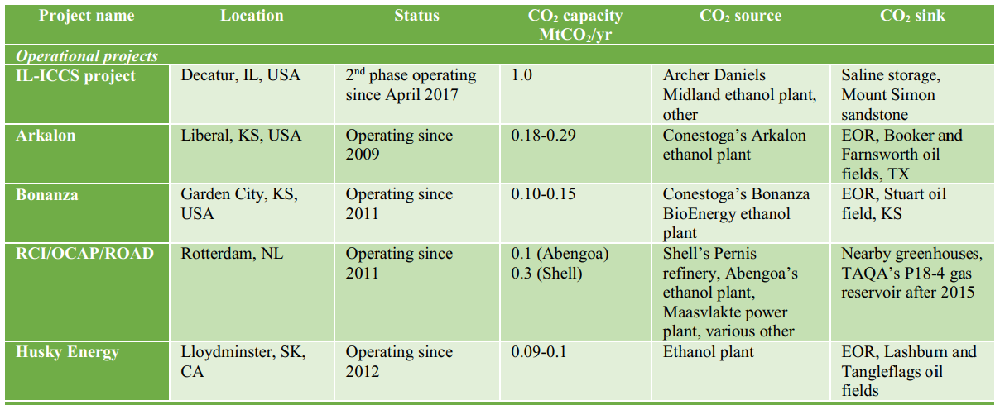 Project name Location Status CO₂ capacity CO₂ source CO₂ sink
MtCO₂/yr
Operational projects
IL-ICCS project Decatur, IL, USA 2nd phase operating 1.0 Archer Daniels Saline storage,
since April 2017 Midland ethanol plant, Mount Simon
other sandstone
Arkalon Liberal, KS, USA Operating since 0.18-0.29 Conestoga’s Arkalon EOR, Booker and
2009 ethanol plant Farnsworth oil
fields, TX
Bonanza Garden City, KS, Operating since 0.10-0.15 Conestoga’s Bonanza EOR, Stuart oil
USA 2011 BioEnergy ethanol field, KS
plant
RCI/OCAP/ROAD Rotterdam, NL Operating since 0.1 (Abengoa) Shell’s Pernis Nearby greenhouses,
2011 0.3 (Shell) refinery, Abengoa’s TAQA’s P18-4 gas
ethanol plant, reservoir after 2015
Maasvlakte power
plant, various other
Husky Energy Lloydminster, SK, Operating since 0.09-0.1 Ethanol plant EOR, Lashburn and
CA 2012 Tangleflags oil
fields